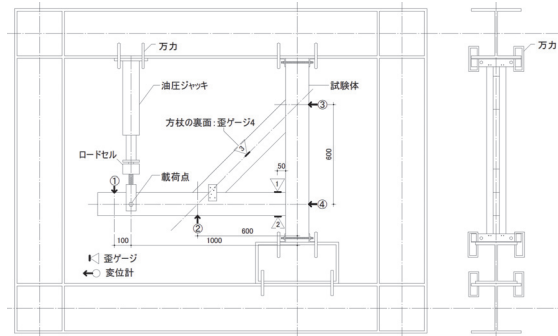 万力
万力
油圧ジャッキ
試験体
方杖の裏面:歪ゲージ4
3
③
ロードセル
50
600
①
載荷点
1
④
2
②
100
600
1000
歪ゲージ
変位計